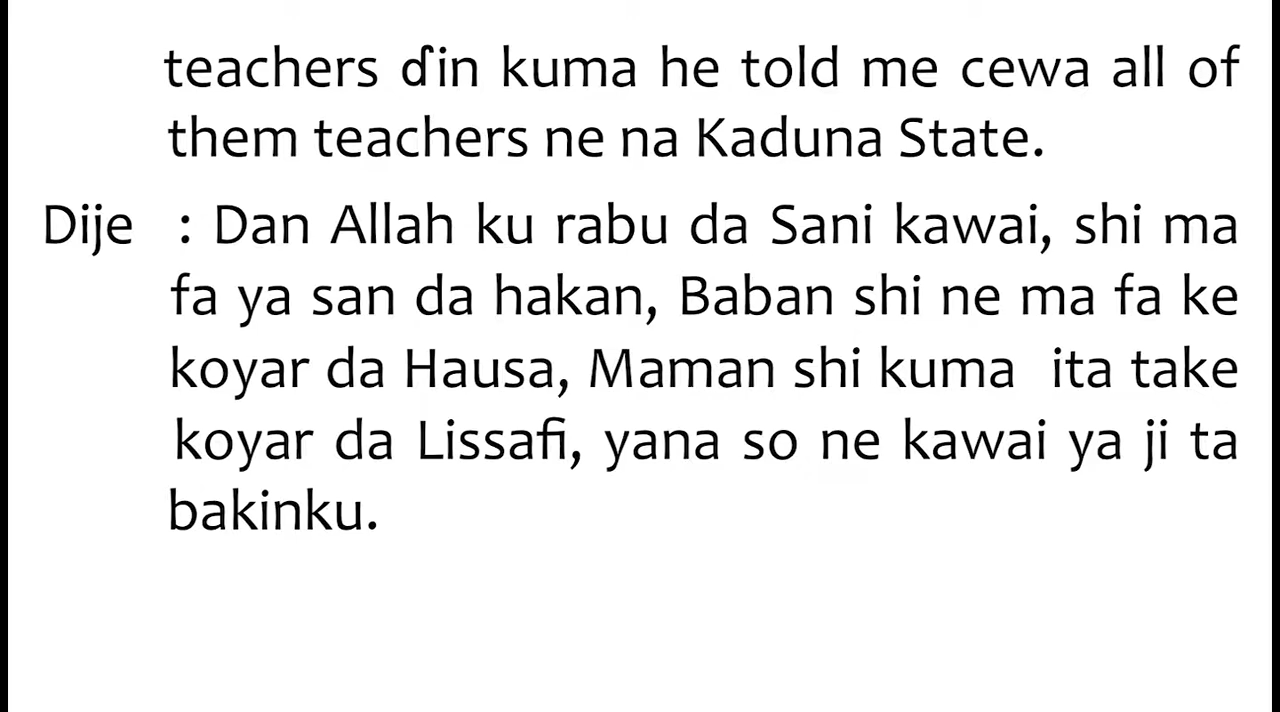 teachers ɗin kuma he told me cewa all of
them teachers ne na Kaduna State.
Dije : Dan Allah ku rabu da Sani kawai, shi ma
fa ya san da hakan, Baban shi ne ma fa ke
koyar da Hausa, Maman shi kuma ita take
koyar da Lissafi, yana so ne kawai ya ji ta
bakinku.